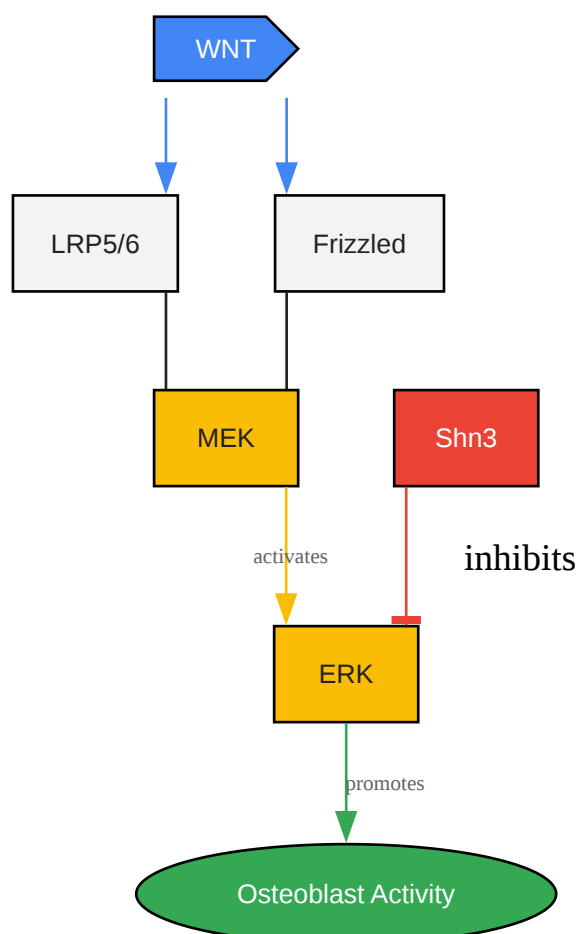 WNT
LRP5/6
Frizzled
MEK
Shn3
activates
inhibits
ERK
promotes
Osteoblast Activity